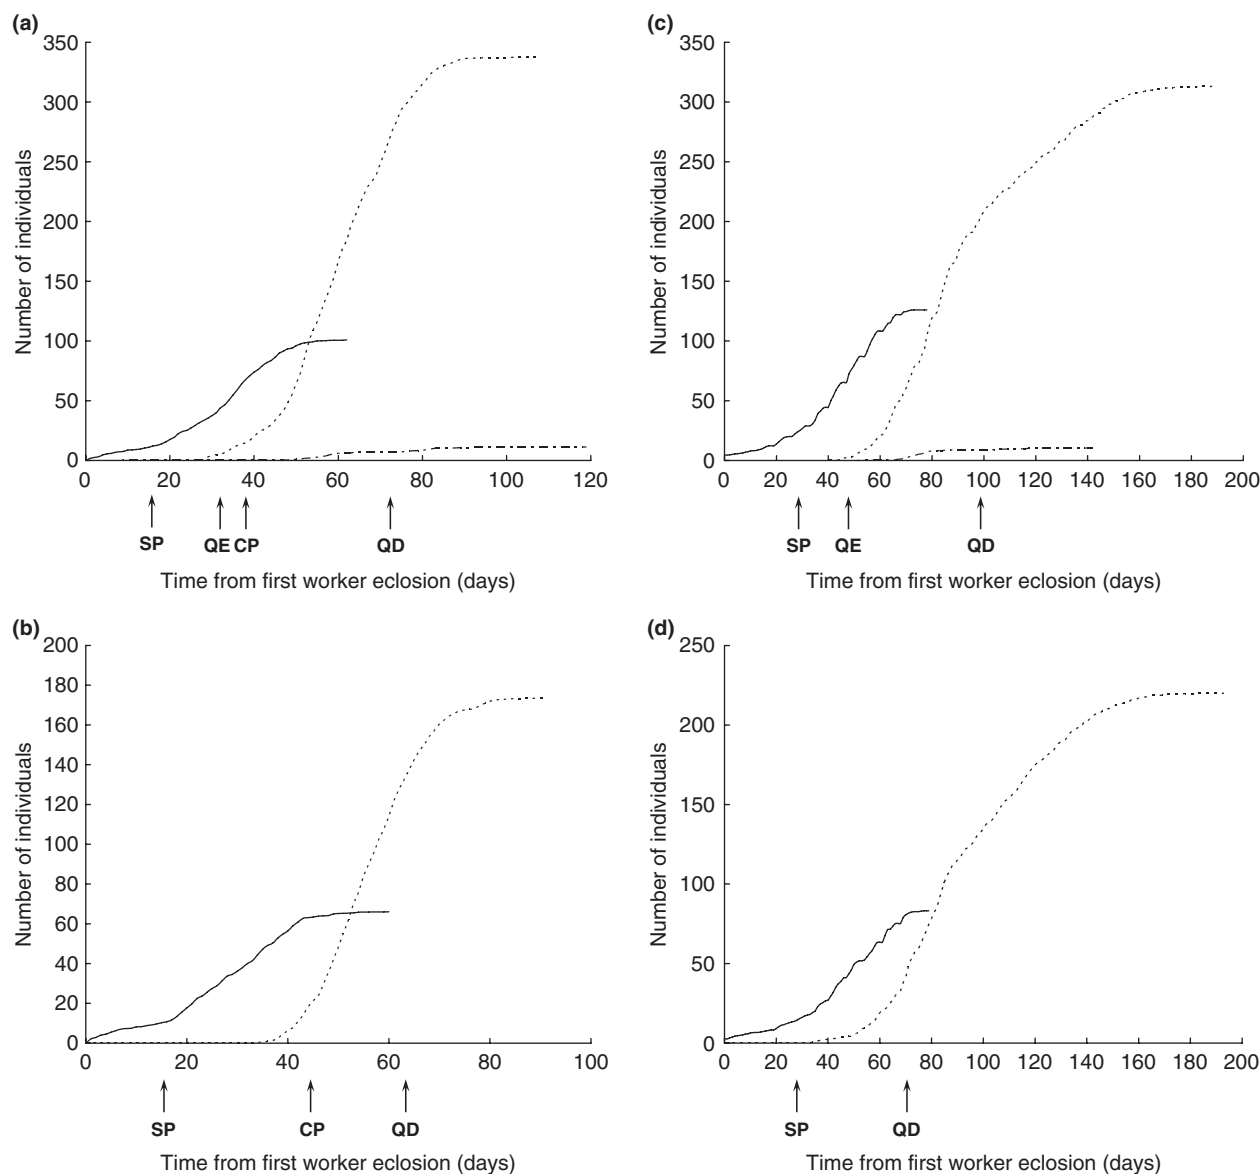 (a)
350
300
250
200
150
100
50
0
Number of individuals
0 20 40 60 80 100 120
SP QE CP QD
Time from first worker eclosion (days)
(c)
350
300
250
200
150
100
50
0
Number of individuals
0 20 40 60 80 100 120 140 160 180 200
SP QE QD
Time from first worker eclosion (days)
(b)
200
180
160
140
120
100
80
60
40
20
0
Number of individuals
0 20 40 60 80 100
SP CP QD
Time from first worker eclosion (days)
(d)
250
200
150
100
50
0
Number of individuals
0 20 40 60 80 100 120 140 160 180 200
SP QD
Time from first worker eclosion (days)